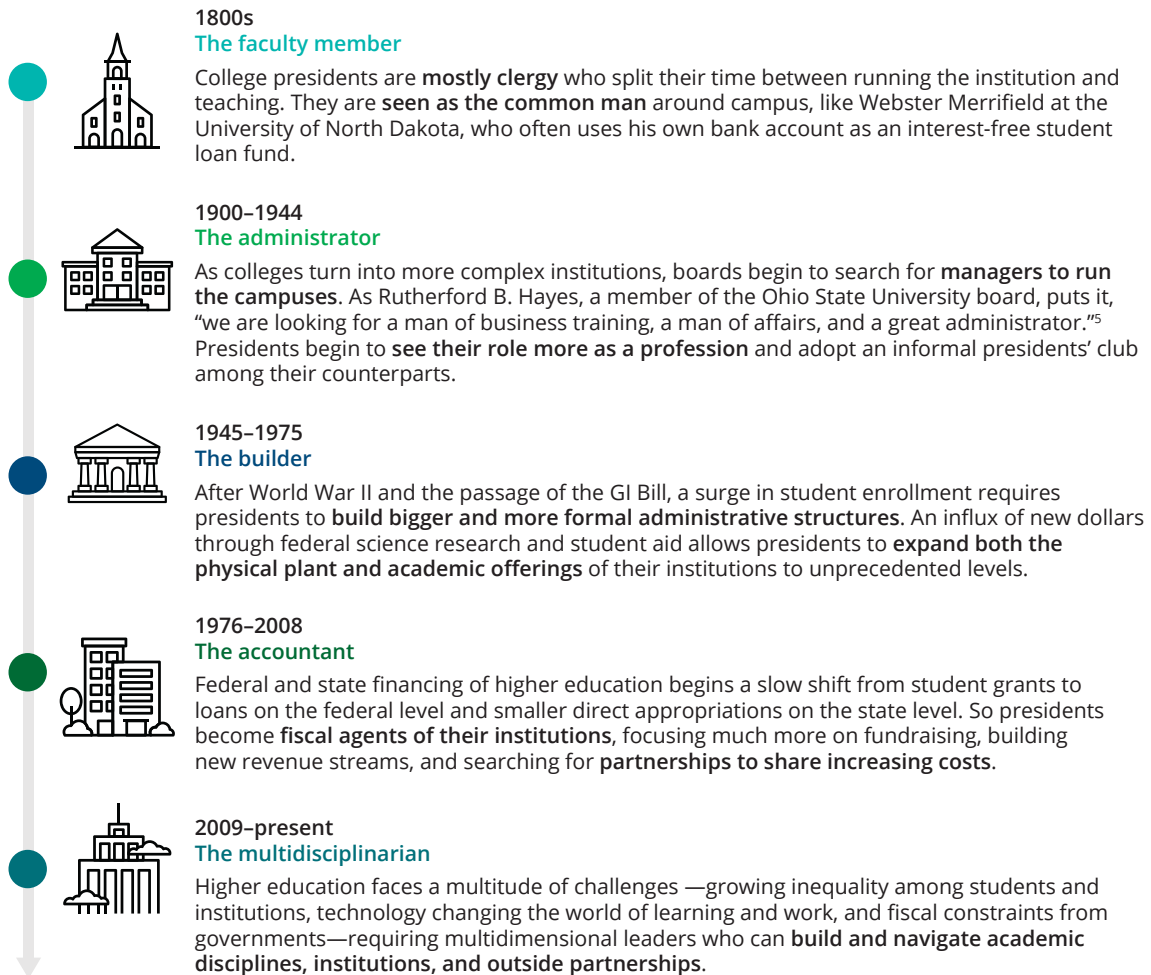 1800s
The faculty member
College presidents are mostly clergy who split their time between running the institution and
teaching. They are seen as the common man around campus, like Webster Merrifield at the
University of North Dakota, who often uses his own bank account as an interest-free student
loan fund.
1900–1944
The administrator
As colleges turn into more complex institutions, boards begin to search for managers to run
the campuses. As Rutherford B. Hayes, a member of the Ohio State University board, puts it,
“we are looking for a man of business training, a man of affairs, and a great administrator.”⁵
Presidents begin to see their role more as a profession and adopt an informal presidents’ club
among their counterparts.
1945–1975
The builder
After World War II and the passage of the GI Bill, a surge in student enrollment requires
presidents to build bigger and more formal administrative structures. An influx of new dollars
through federal science research and student aid allows presidents to expand both the
physical plant and academic offerings of their institutions to unprecedented levels.
1976–2008
The accountant
Federal and state financing of higher education begins a slow shift from student grants to
loans on the federal level and smaller direct appropriations on the state level. So presidents
become fiscal agents of their institutions, focusing much more on fundraising, building
new revenue streams, and searching for partnerships to share increasing costs.
2009–present
The multidisciplinarian
Higher education faces a multitude of challenges —growing inequality among students and
institutions, technology changing the world of learning and work, and fiscal constraints from
governments—requiring multidimensional leaders who can build and navigate academic
disciplines, institutions, and outside partnerships.